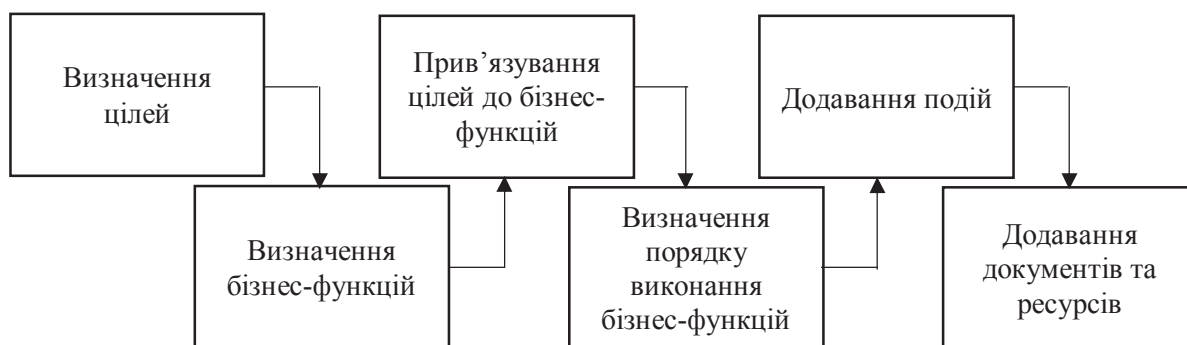 Визначення
цілей
Визначення
бізнес-функцій
Прив’язування
цілей до бізнес-
функцій
Визначення
порядку
виконання
бізнес-функцій
Додавання подій
Додавання
документів та
ресурсів